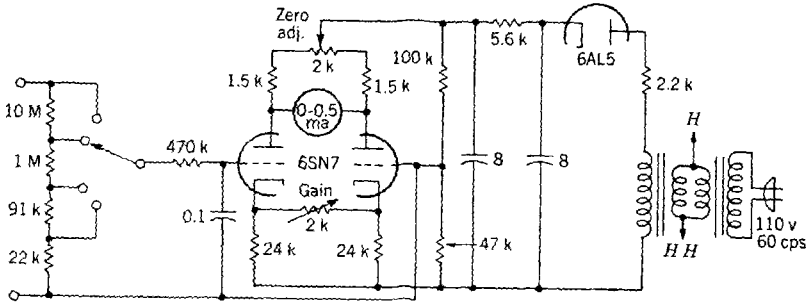 Zero
adj.
2 k
1.5 k
1.5 k
100 k
5.6 k
6AL5
2.2 k
0-0.5
ma
10 M
1 M
91 k
22 k
470 k
0.1
6SN7
Gain
2 k
24 k
24 k
47 k
8
8
H
H H
110 v
60 cps